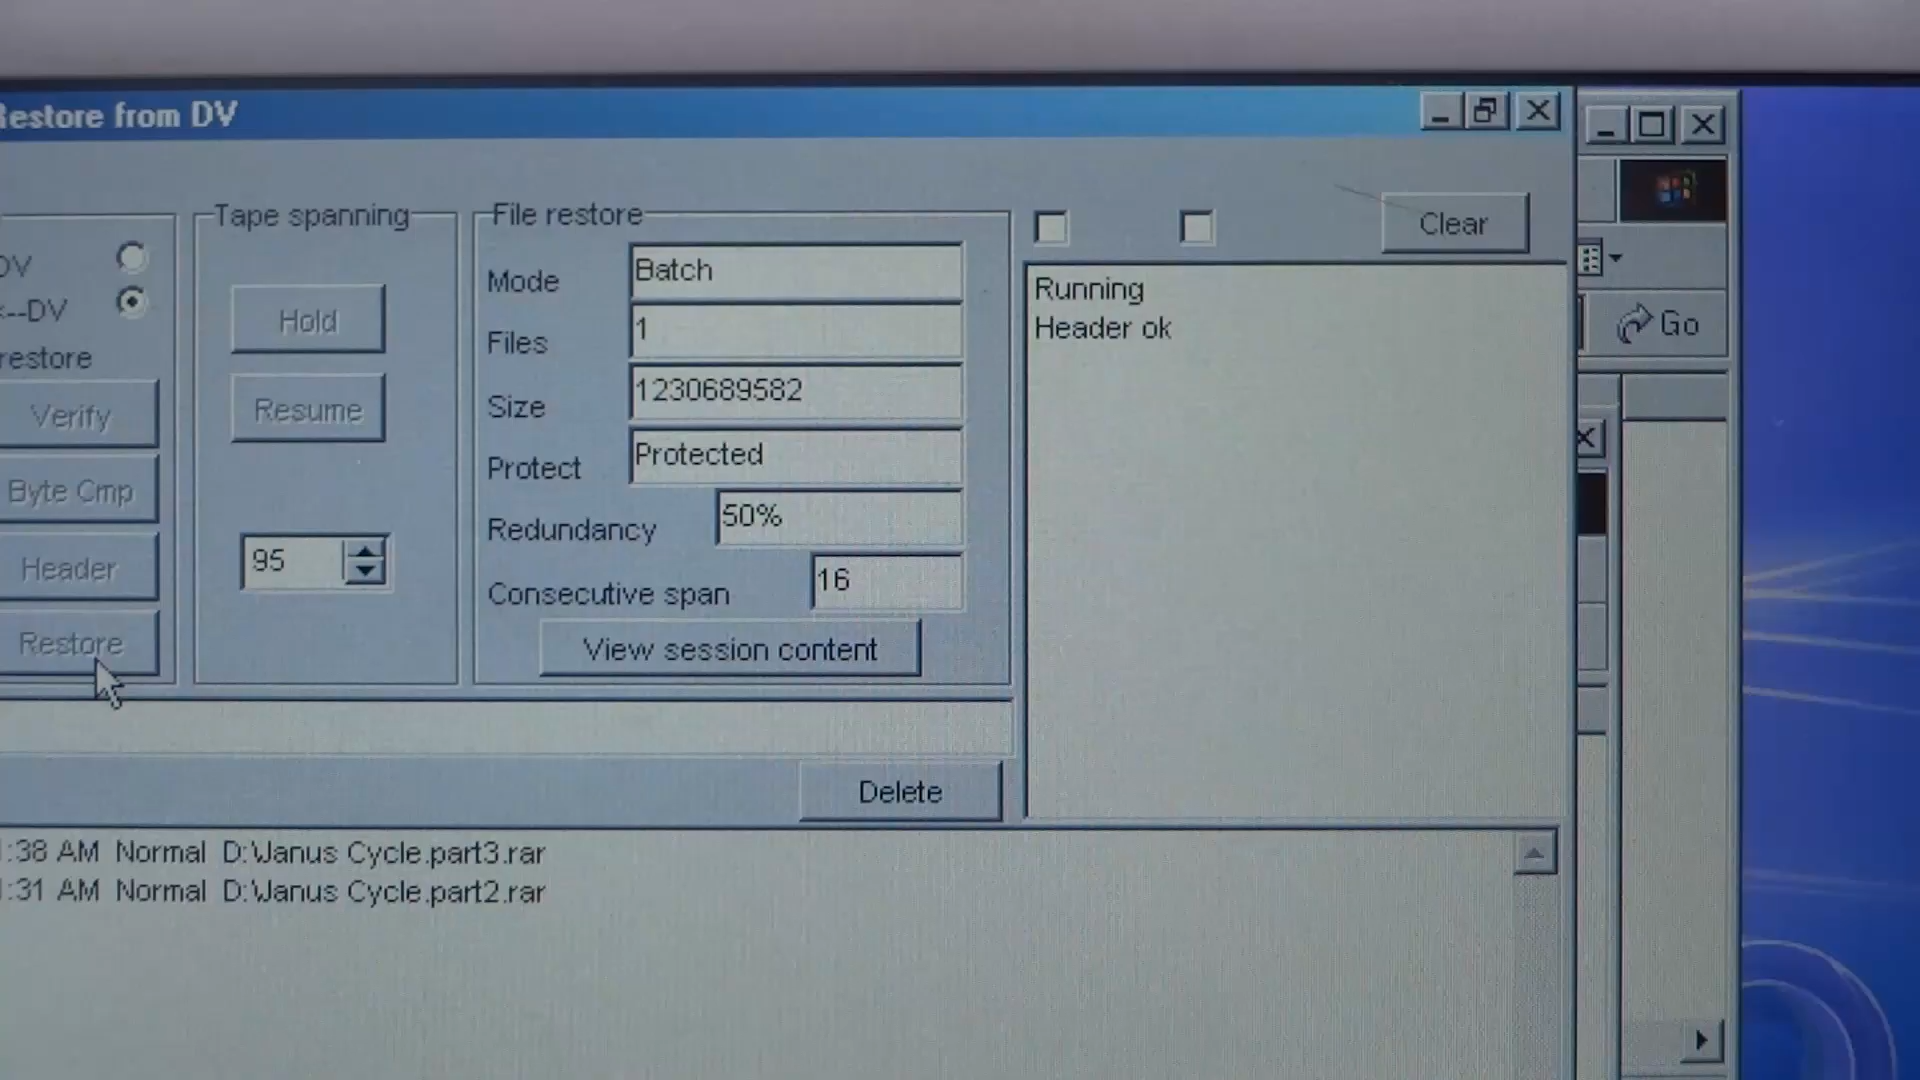 Restore from DV
Tape spanning
File restore
Clear
DV
<--DV
restore
Verify
Byte Cmp
Header
Restore
Hold
Resume
95
Mode
Batch
Files
1
Size
1230689582
Protect
Protected
Redundancy
50%
Consecutive span
16
View session content
Running
Header ok
Go
Delete
:38 AM Normal D:\Janus Cycle.part3.rar
:31 AM Normal D:\Janus Cycle.part2.rar